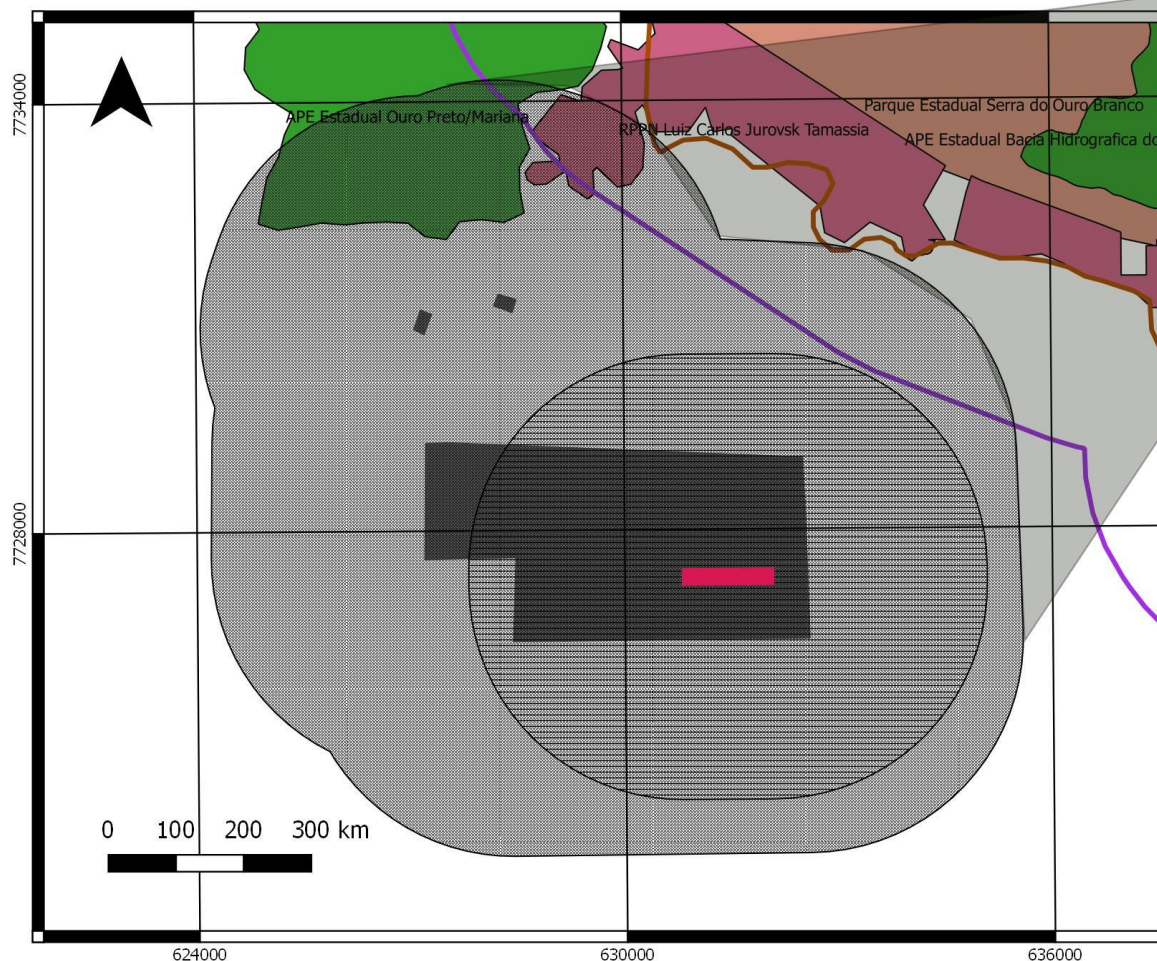 7734000
APE Estadual Ouro Preto/Mariana
Parque Estadual Serra do Ouro Branco
RPPN Luiz Carlos Jurovsk Tamassia
APE Estadual Bacia Hidrografica do
7728000
0 100 200 300 km
624000 630000 636000